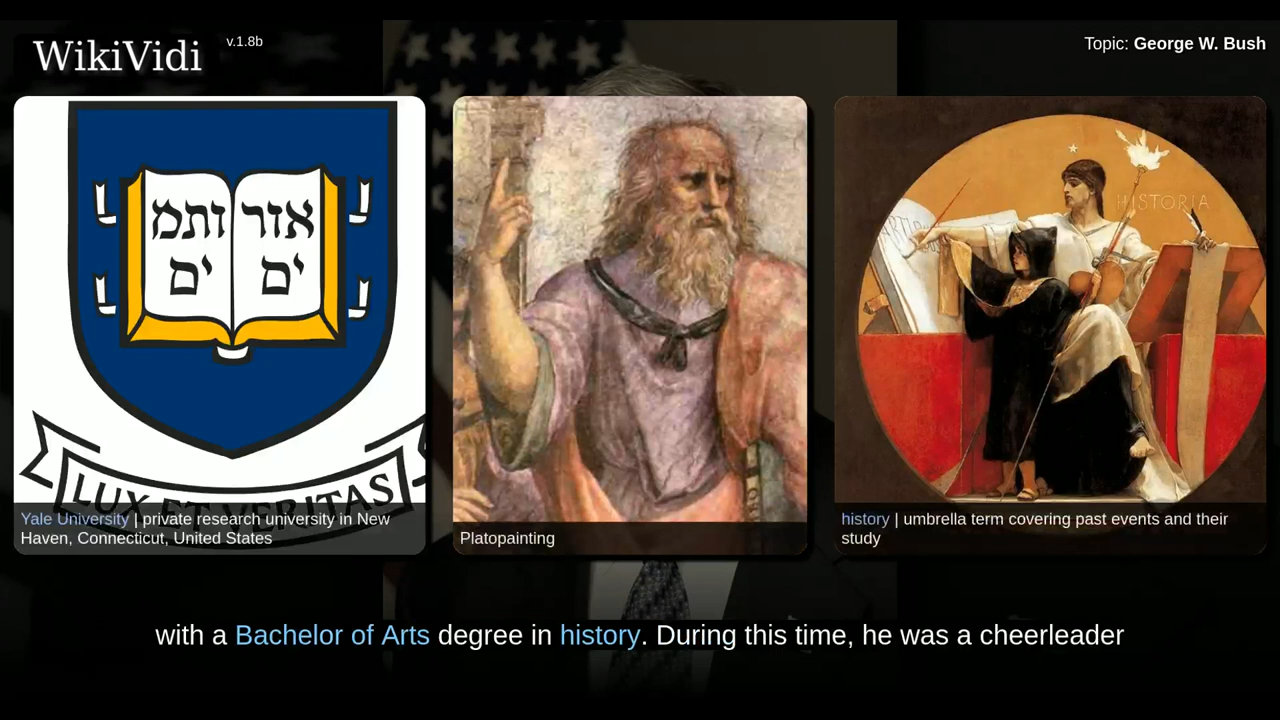 WikiVidi
v.1.8b
Topic: George W. Bush
אור ותמ
ים ים
LUX ET VERITAS
HISTORIA
Yale University | private research university in New
Haven, Connecticut, United States
Platopainting
history | umbrella term covering past events and their
study
with a Bachelor of Arts degree in history. During this time, he was a cheerleader